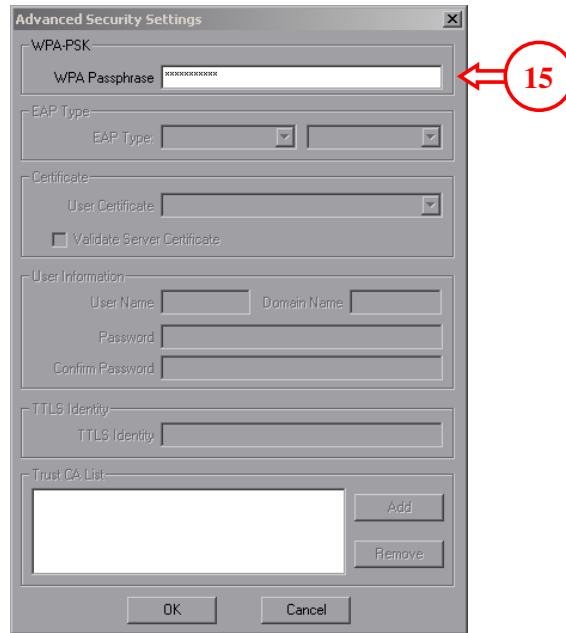 Advanced Security Settings
WPA-PSK
WPA Passphrase ***********
15
EAP Type
EAP Type:
Certificate
User Certificate
Validate Server Certificate
User Information
User Name Domain Name
Password
Confirm Password
TTLS Identity
TTLS Identity
Trust CA List
Add
Remove
OK Cancel